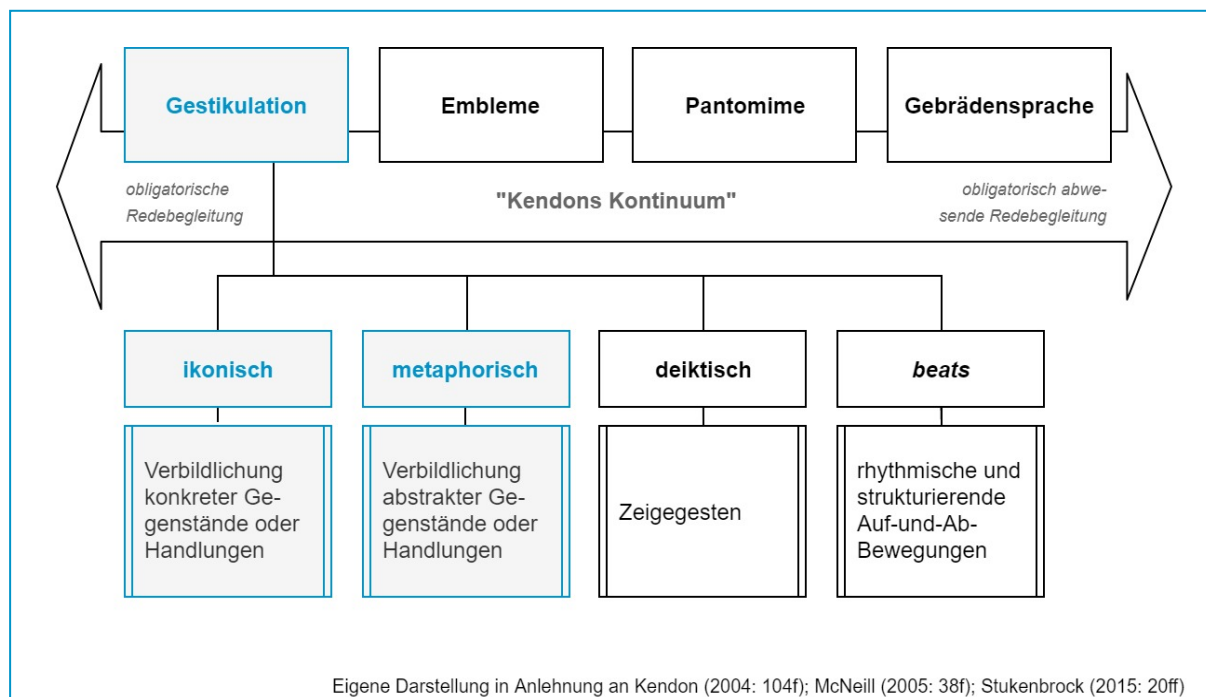 Gestikulation
Embleme
Pantomime
Gebrädensprache
obligatorische
Redebegleitung
"Kendons Kontinuum"
obligatorisch abwe-
sende Redebegleitung
ikonisch
metaphorisch
deiktisch
beats
Verbildlichung
konkreter Ge-
genstände oder
Handlungen
Verbildlichung
abstrakter Ge-
genstände oder
Handlungen
Zeigegesten
rhythmische und
strukturierende
Auf-und-Ab-
Bewegungen
Eigene Darstellung in Anlehnung an Kendon (2004: 104f); McNeill (2005: 38f); Stukenbrock (2015: 20ff)